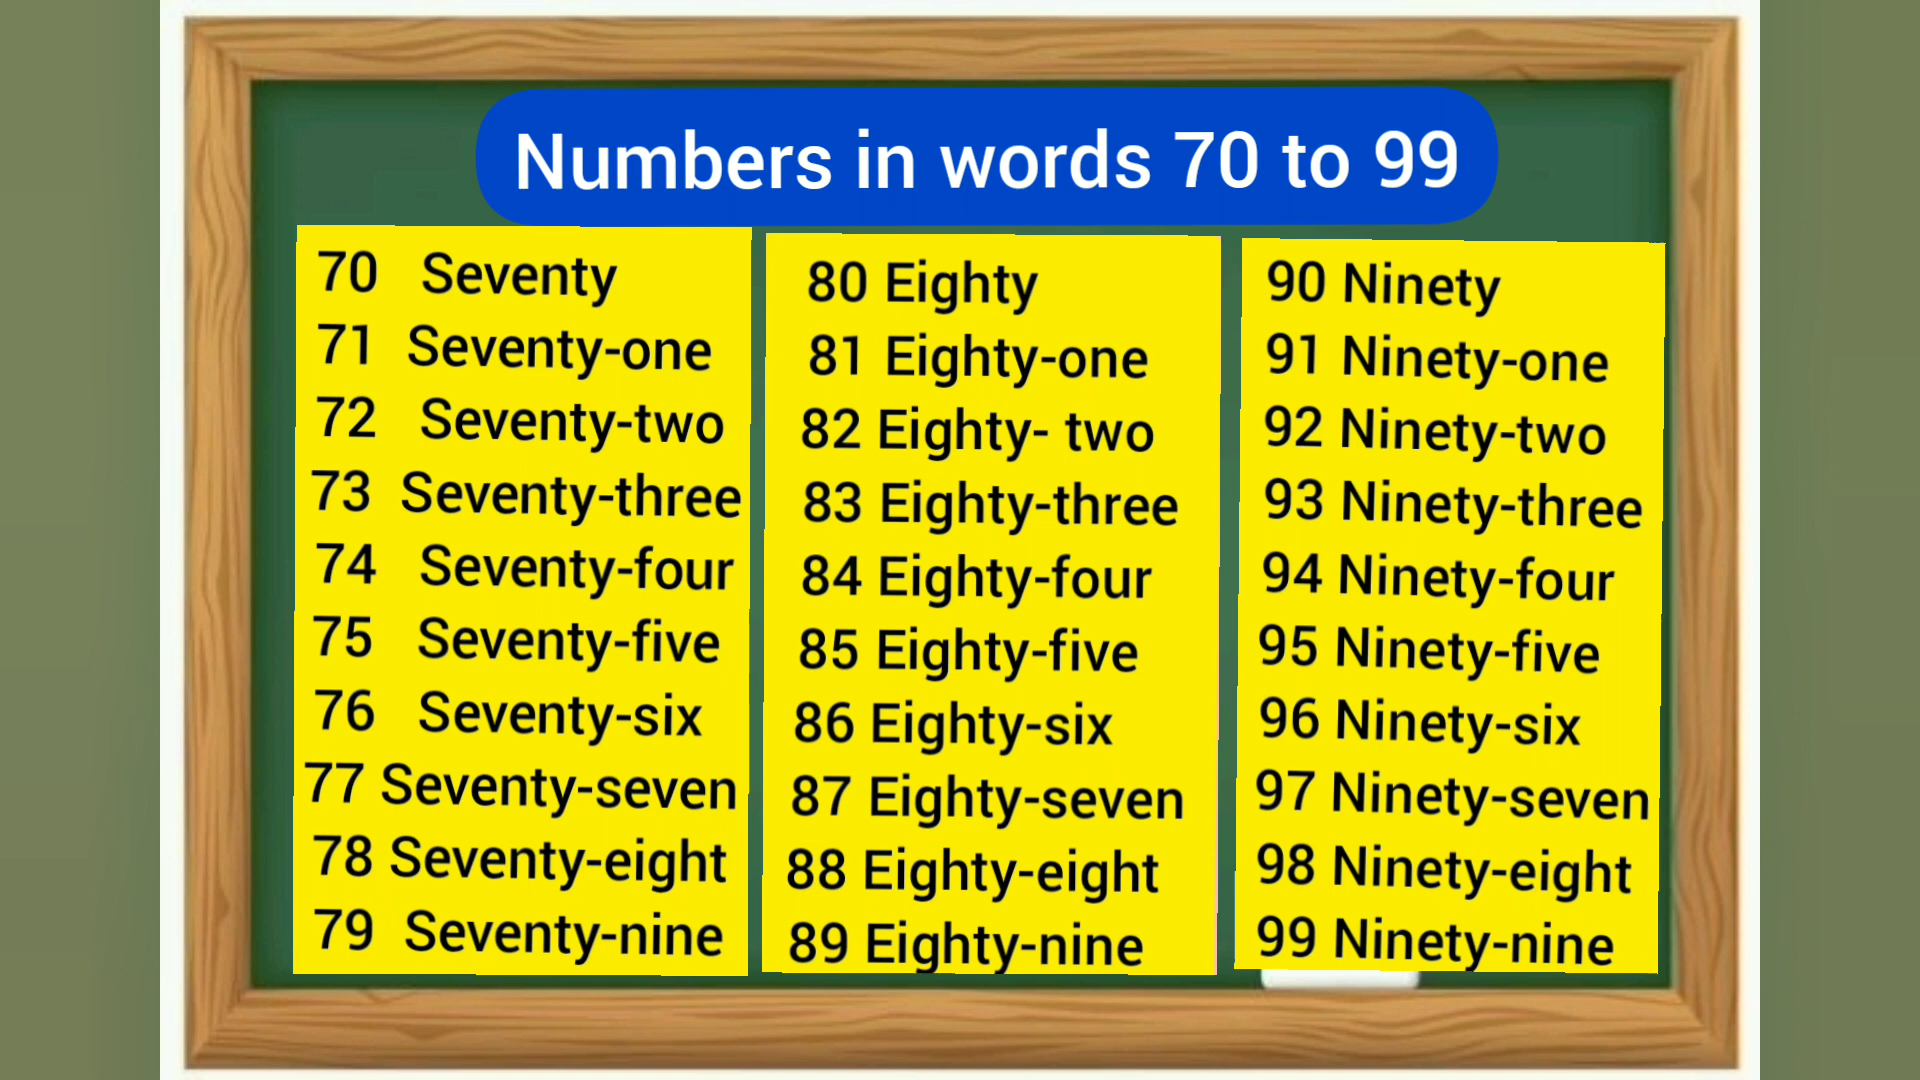 Numbers in words 70 to 99
70 Seventy
71 Seventy-one
72 Seventy-two
73 Seventy-three
74 Seventy-four
75 Seventy-five
76 Seventy-six
77 Seventy-seven
78 Seventy-eight
79 Seventy-nine
80 Eighty
81 Eighty-one
82 Eighty- two
83 Eighty-three
84 Eighty-four
85 Eighty-five
86 Eighty-six
87 Eighty-seven
88 Eighty-eight
89 Eighty-nine
90 Ninety
91 Ninety-one
92 Ninety-two
93 Ninety-three
94 Ninety-four
95 Ninety-five
96 Ninety-six
97 Ninety-seven
98 Ninety-eight
99 Ninety-nine